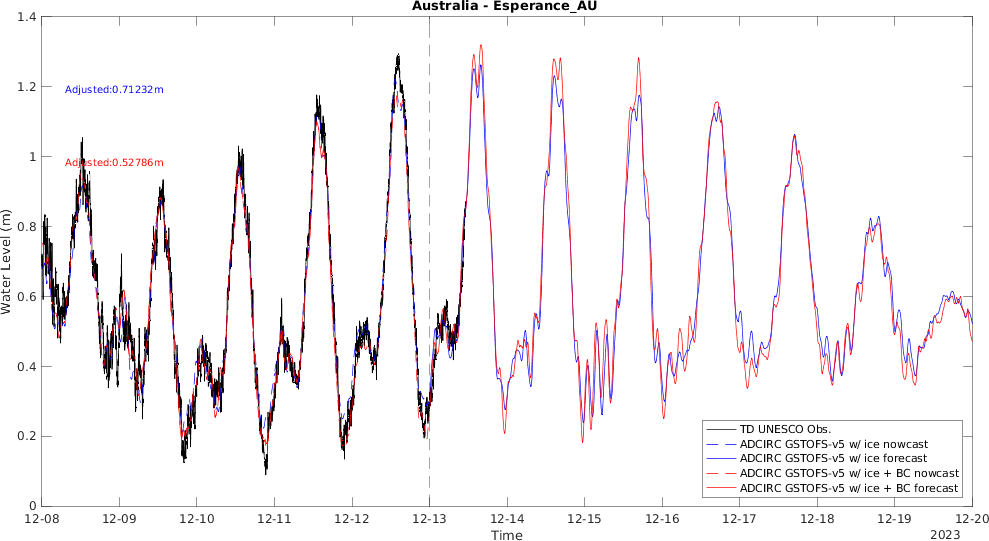 Australia - Esperance_AU
1.4
1.2
1
0.8
0.6
0.4
0.2
0
Water Level (m)
Adjusted:0.71232m
Adjusted:0.52786m
TD UNESCO Obs.
ADCIRC GSTOFS-v5 w/ ice nowcast
ADCIRC GSTOFS-v5 w/ ice forecast
ADCIRC GSTOFS-v5 w/ ice + BC nowcast
ADCIRC GSTOFS-v5 w/ ice + BC forecast
12-08 12-09 12-10 12-11 12-12 12-13 12-14 12-15 12-16 12-17 12-18 12-19 12-20
Time
2023